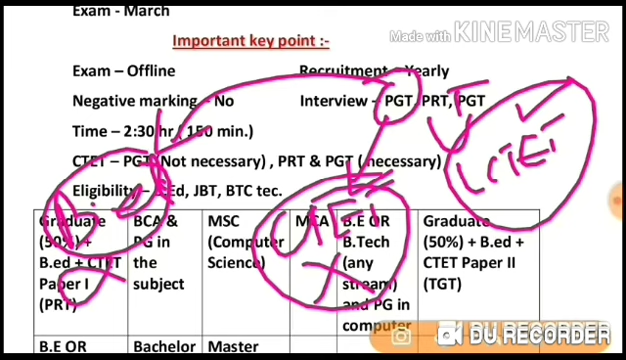 Exam - March
Made with KINEMASTER
Important key point :-
Exam – Offline
Recruitment – Yearly
Negative marking – No
Interview – PGT, PRT, PGT
Time – 2:30 hr ( 150 min.)
CTET – PGT (Not necessary) , PRT & PGT ( necessary)
Eligibility – B.Ed, JBT, BTC tec.
B.ed
CTET
CTET
Graduate (50%) + B.ed + CTET Paper I (PRT)
BCA & PG in the subject
MSC (Computer Science)
MCA
B.E OR B.Tech (any stream) and PG in computer
Graduate (50%) + B.ed + CTET Paper II (TGT)
B.E OR
Bachelor
Master
DU RECORDER